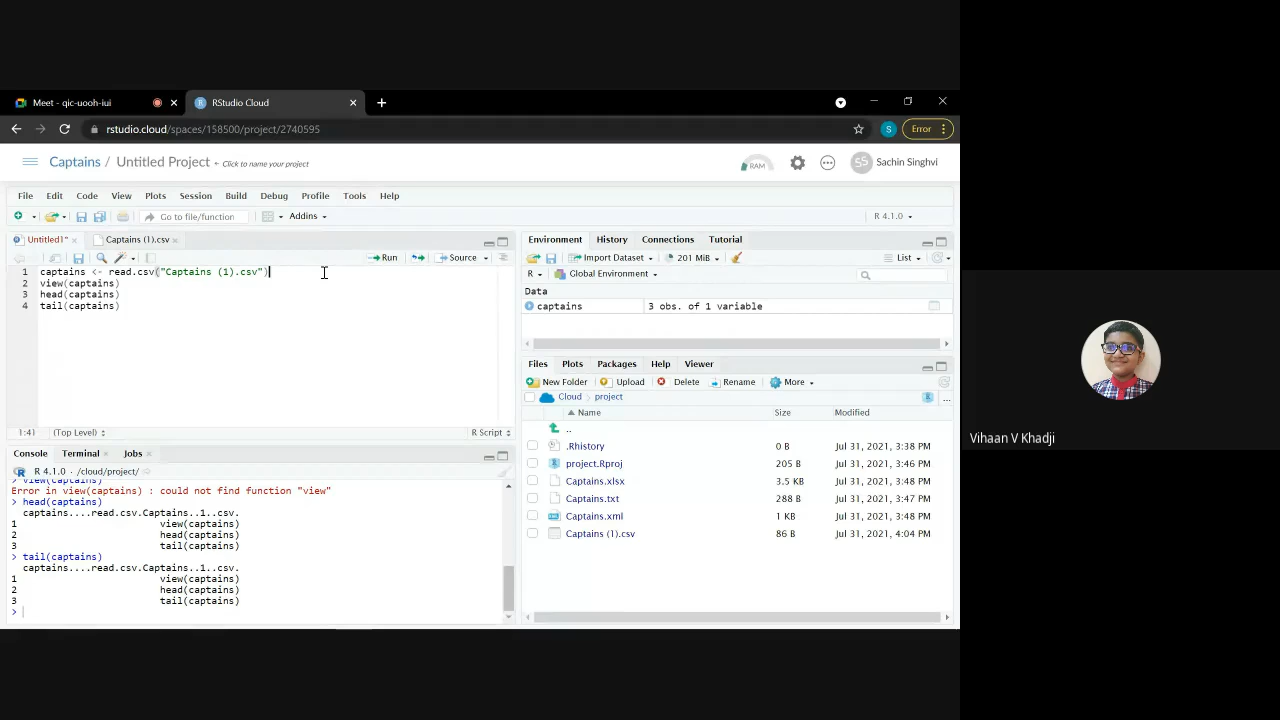 Meet - qic-uooh-iui
RStudio Cloud
rstudio.cloud/spaces/158500/project/2740595
S
Error
Captains / Untitled Project
Click to name your project
RAM
SS
Sachin Singhvi
File Edit Code View Plots Session Build Debug Profile Tools Help
Go to file/function
Addins
R 4.1.0
Untitled1*
Captains (1).csv
Run
Source
1 captains <- read.csv("Captains (1).csv")
2 view(captains)
3 head(captains)
4 tail(captains)
1:41 (Top Level)
R Script
Console Terminal Jobs
R 4.1.0 · /cloud/project/
> view(captains)
Error in view(captains) : could not find function "view"
> head(captains)
captains....read.csv.Captains..1..csv.
1 view(captains)
2 head(captains)
3 tail(captains)
> tail(captains)
captains....read.csv.Captains..1..csv.
1 view(captains)
2 head(captains)
3 tail(captains)
>
Environment History Connections Tutorial
Import Dataset
201 MiB
List
R
Global Environment
Data
captains 3 obs. of 1 variable
Files Plots Packages Help Viewer
New Folder Upload Delete Rename More
Cloud project
...
Name Size Modified
..
.Rhistory 0 B Jul 31, 2021, 3:38 PM
project.Rproj 205 B Jul 31, 2021, 3:46 PM
Captains.xlsx 3.5 KB Jul 31, 2021, 3:48 PM
Captains.txt 288 B Jul 31, 2021, 3:47 PM
Captains.xml 1 KB Jul 31, 2021, 3:48 PM
Captains (1).csv 86 B Jul 31, 2021, 4:04 PM
Vihaan V Khadji